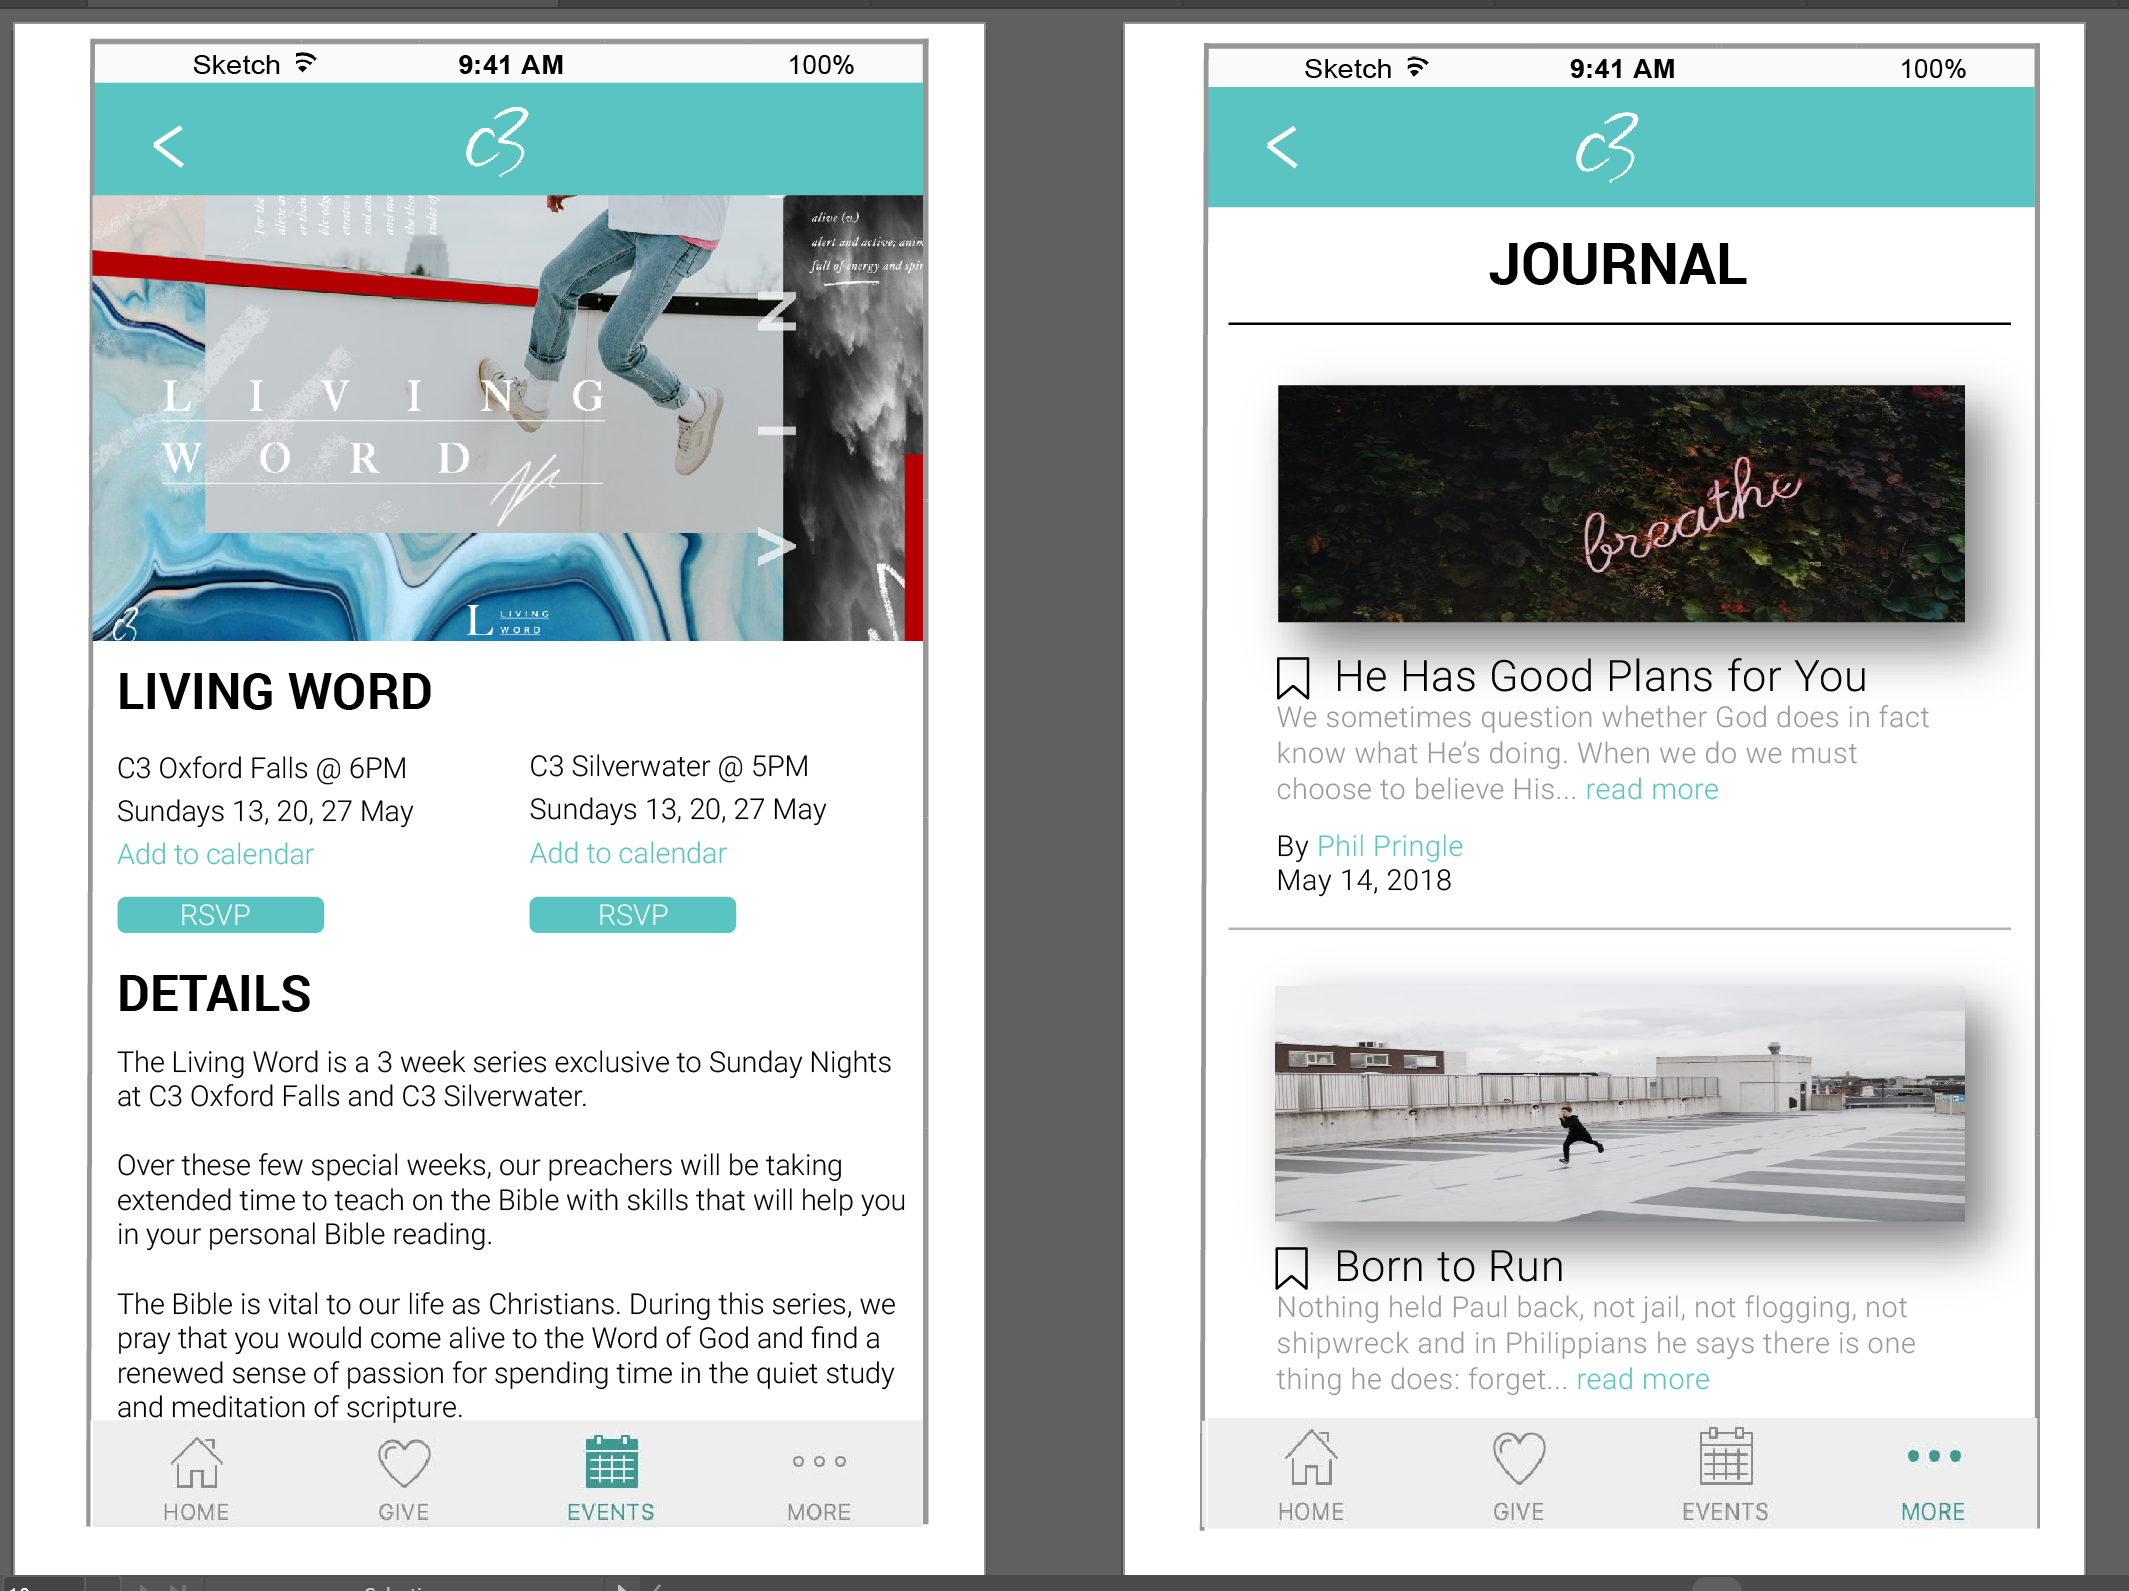 Sketch 9:41 AM 100%
c3
alive (v.)
alert and active; anim
full of energy and spir
L I V I N G
W O R D
V I N
c3
L LIVING
WORD
LIVING WORD
C3 Oxford Falls @ 6PM
Sundays 13, 20, 27 May
Add to calendar
RSVP
C3 Silverwater @ 5PM
Sundays 13, 20, 27 May
Add to calendar
RSVP
DETAILS
The Living Word is a 3 week series exclusive to Sunday Nights
at C3 Oxford Falls and C3 Silverwater.
Over these few special weeks, our preachers will be taking
extended time to teach on the Bible with skills that will help you
in your personal Bible reading.
The Bible is vital to our life as Christians. During this series, we
pray that you would come alive to the Word of God and find a
renewed sense of passion for spending time in the quiet study
and meditation of scripture.
HOME GIVE EVENTS MORE
Sketch 9:41 AM 100%
c3
JOURNAL
breathe
He Has Good Plans for You
We sometimes question whether God does in fact
know what He's doing. When we do we must
choose to believe His... read more
By Phil Pringle
May 14, 2018
Born to Run
Nothing held Paul back, not jail, not flogging, not
shipwreck and in Philippians he says there is one
thing he does: forget... read more
HOME GIVE EVENTS MORE